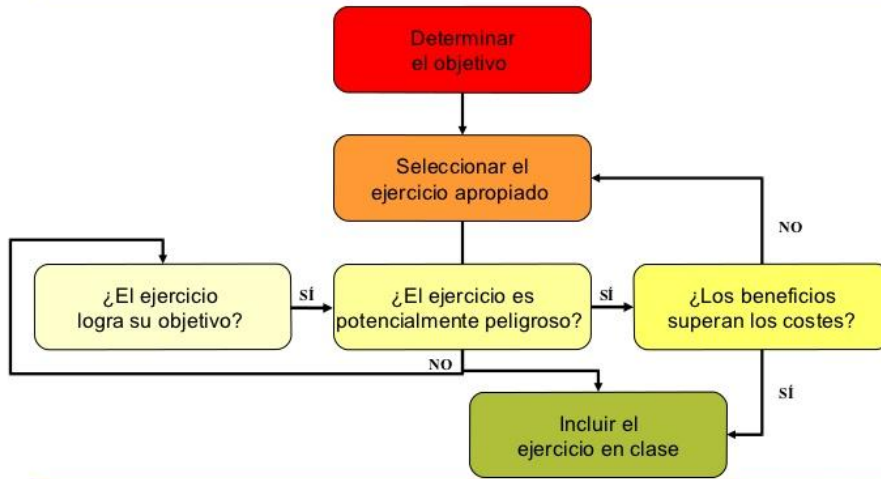 Determinar
el objetivo
Seleccionar el
ejercicio apropiado
NO
¿El ejercicio
logra su objetivo?
SÍ
¿El ejercicio es
potencialmente peligroso?
SÍ
¿Los beneficios
superan los costes?
NO
SÍ
Incluir el
ejercicio en clase